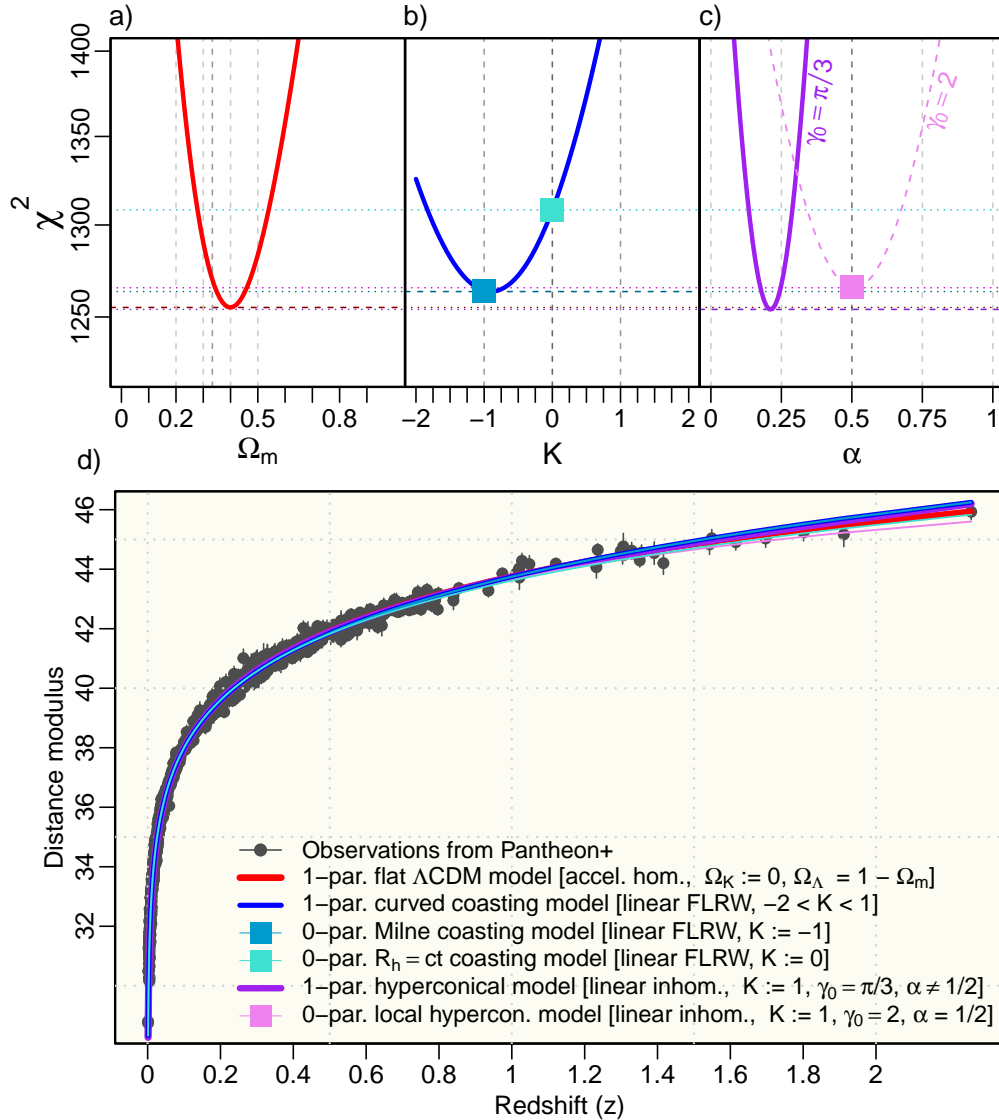 a)
b)
c)
χ²
1250 1300 1350 1400
γ₀ = π/3
γ₀ = 2
0 0.2 0.5 0.8
−2 −1 0 1 2
0 0.25 0.5 0.75 1
Ωₘ
K
α
d)
Distance modulus
32 34 36 38 40 42 44 46
Observations from Pantheon+
1−par. flat ΛCDM model [accel. hom., Ω_K := 0, Ω_Λ = 1 − Ωₘ]
1−par. curved coasting model [linear FLRW, −2 < K < 1]
0−par. Milne coasting model [linear FLRW, K := −1]
0−par. Rₕ = ct coasting model [linear FLRW, K := 0]
1−par. hyperconical model [linear inhom., K := 1, γ₀ = π/3, α ≠ 1/2]
0−par. local hypercon. model [linear inhom., K := 1, γ₀ = 2, α = 1/2]
0 0.2 0.4 0.6 0.8 1 1.2 1.4 1.6 1.8 2
Redshift (z)